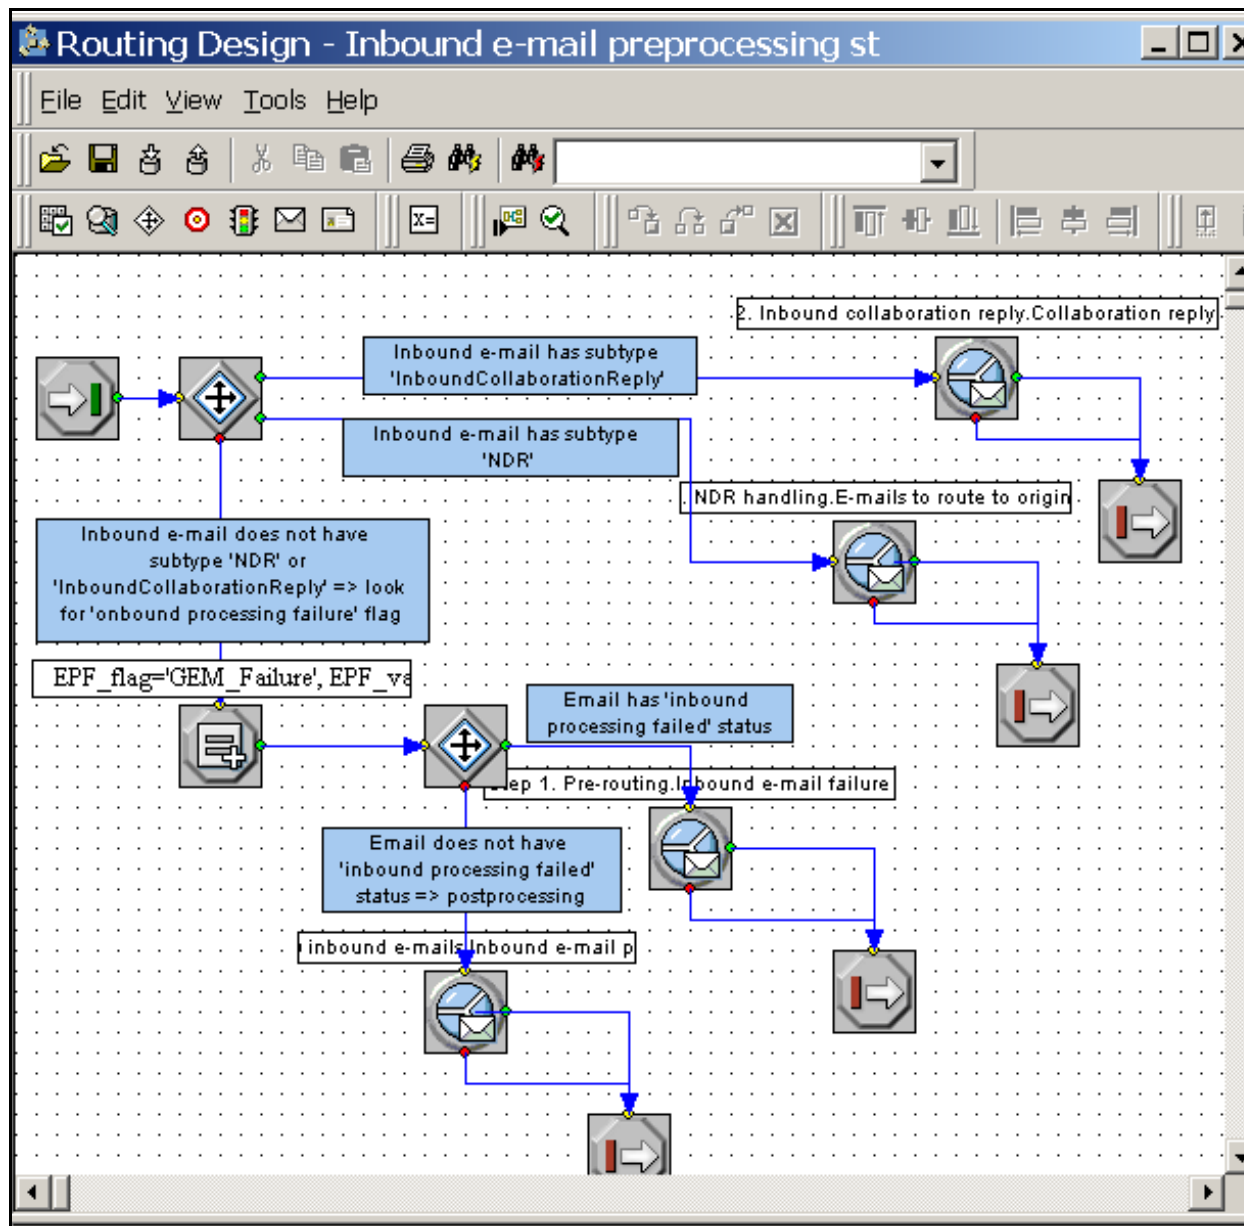 Routing Design - Inbound e-mail preprocessing st
File Edit View Tools Help
X=
2. Inbound collaboration reply.Collaboration reply
Inbound e-mail has subtype
'InboundCollaborationReply'
Inbound e-mail has subtype
'NDR'
. NDR handling.E-mails to route to origin
Inbound e-mail does not have
subtype 'NDR' or
'InboundCollaborationReply' => look
for 'onbound processing failure' flag
EPF_flag='GEM_Failure', EPF_va
Email has 'inbound
processing failed' status
tep 1. Pre-routing.Inbound e-mail failure
Email does not have
'inbound processing failed'
status => postprocessing
inbound e-mails.Inbound e-mail p